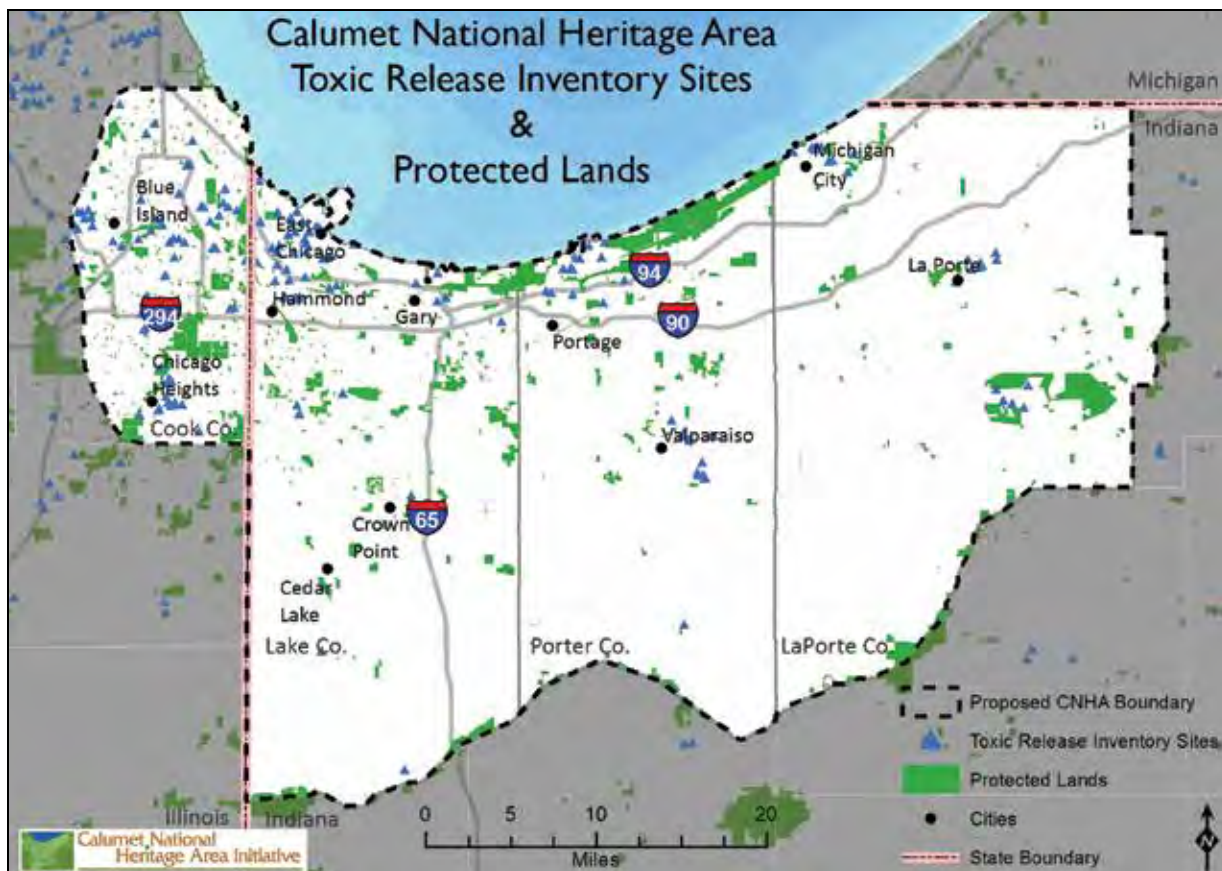 Calumet National Heritage Area
Toxic Release Inventory Sites
&
Protected Lands
Michigan
Indiana
Michigan
City
Blue
Island
East
Chicago
94
La Porte
Hammond
294
Gary
90
Portage
Chicago
Heights
Cook Co.
Valparaiso
65
Crown
Point
Cedar
Lake
Lake Co.
Porter Co.
LaPorte Co.
Proposed CNHA Boundary
Toxic Release Inventory Sites
Protected Lands
Cities
State Boundary
Illinois
Indiana
0 5 10 20
Miles
N
Calumet National
Heritage Area Initiative